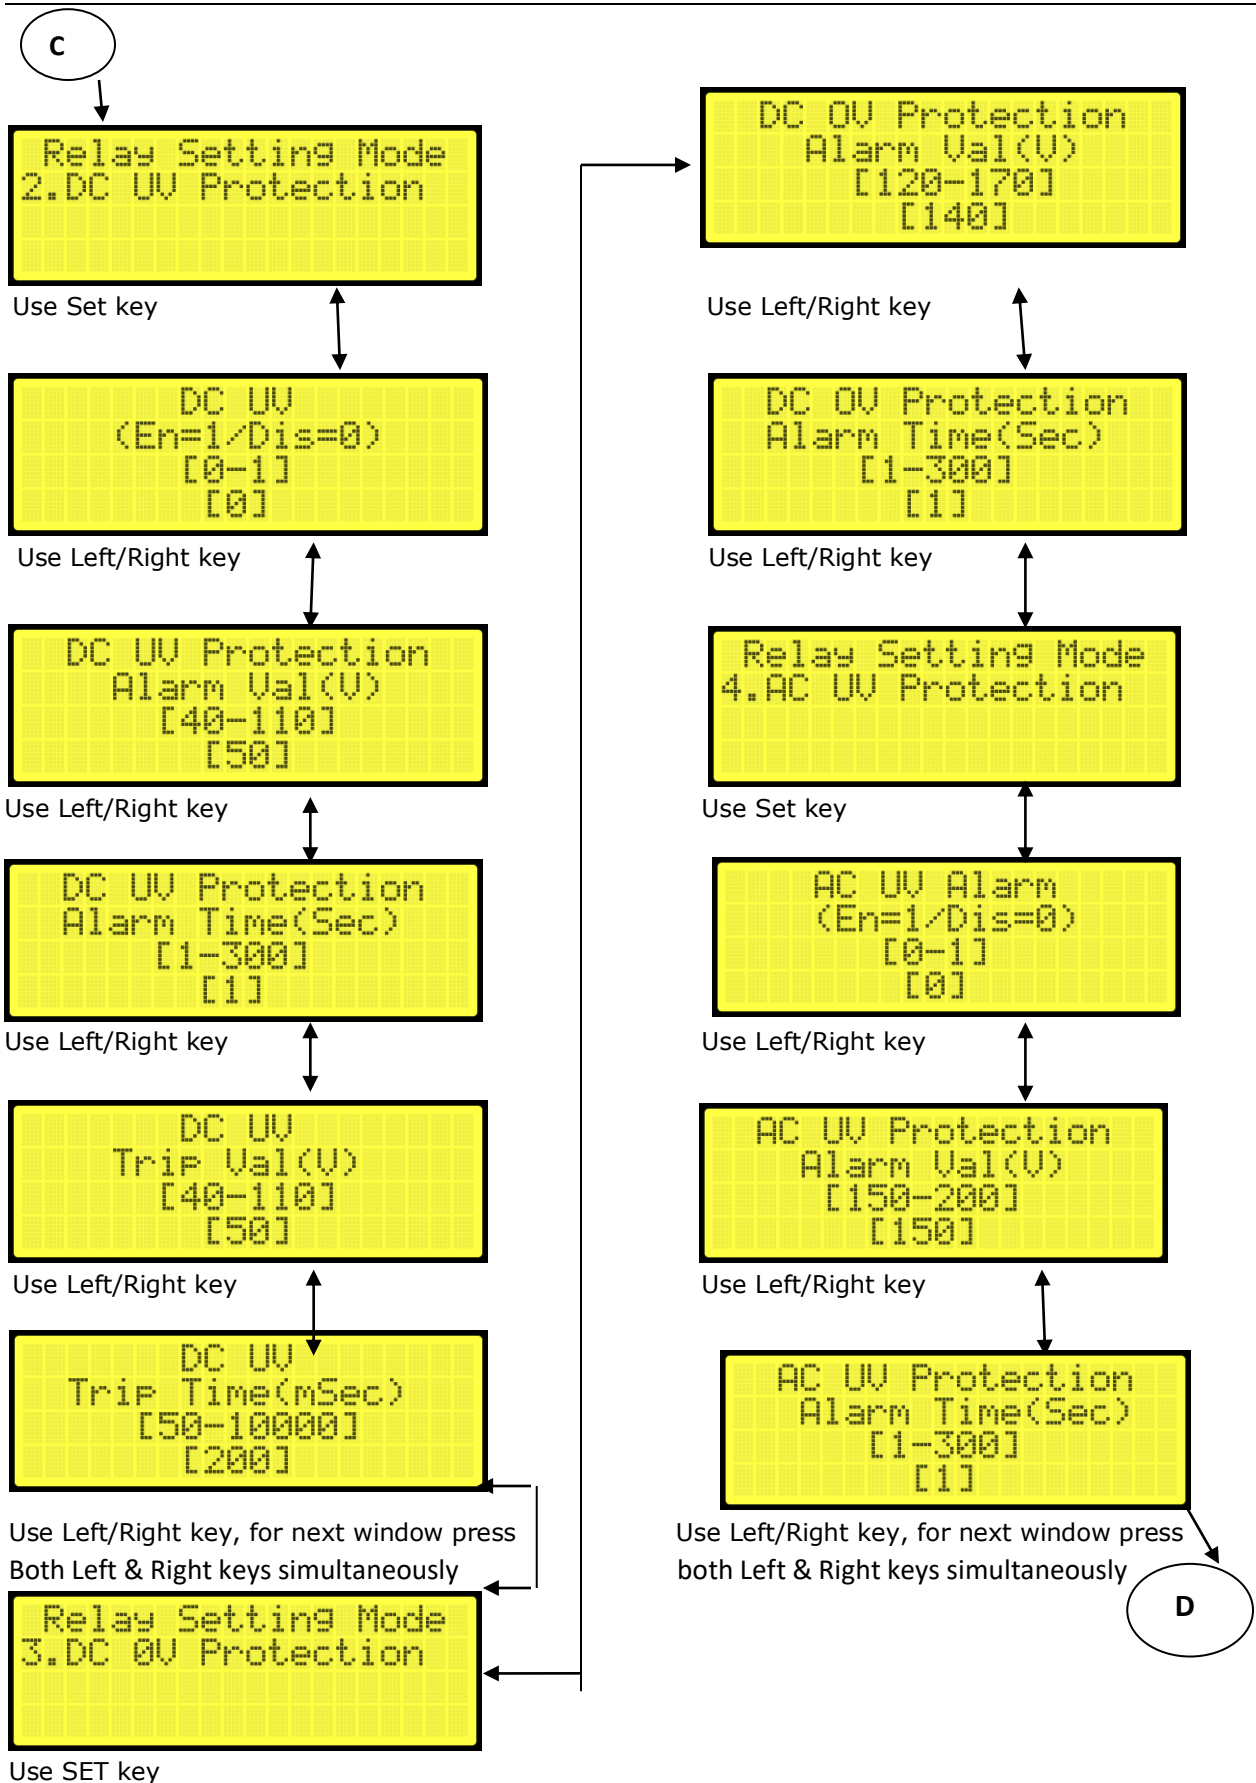 C
Relay Setting Mode
2.DC UV Protection
Use Set key
DC UV
(En=1/Dis=0)
[0-1]
[0]
Use Left/Right key
DC UV Protection
Alarm Val(V)
[40-110]
[50]
Use Left/Right key
DC UV Protection
Alarm Time(Sec)
[1-300]
[1]
Use Left/Right key
DC UV
Trip Val(V)
[40-110]
[50]
Use Left/Right key
DC UV
Trip Time(mSec)
[50-10000]
[200]
Use Left/Right key, for next window press
Both Left & Right keys simultaneously
Relay Setting Mode
3.DC 0V Protection
Use SET key
DC OV Protection
Alarm Val(V)
[120-170]
[140]
Use Left/Right key
DC OV Protection
Alarm Time(Sec)
[1-300]
[1]
Use Left/Right key
Relay Setting Mode
4.AC UV Protection
Use Set key
AC UV Alarm
(En=1/Dis=0)
[0-1]
[0]
Use Left/Right key
AC UV Protection
Alarm Val(V)
[150-200]
[150]
Use Left/Right key
AC UV Protection
Alarm Time(Sec)
[1-300]
[1]
Use Left/Right key, for next window press
both Left & Right keys simultaneously
D